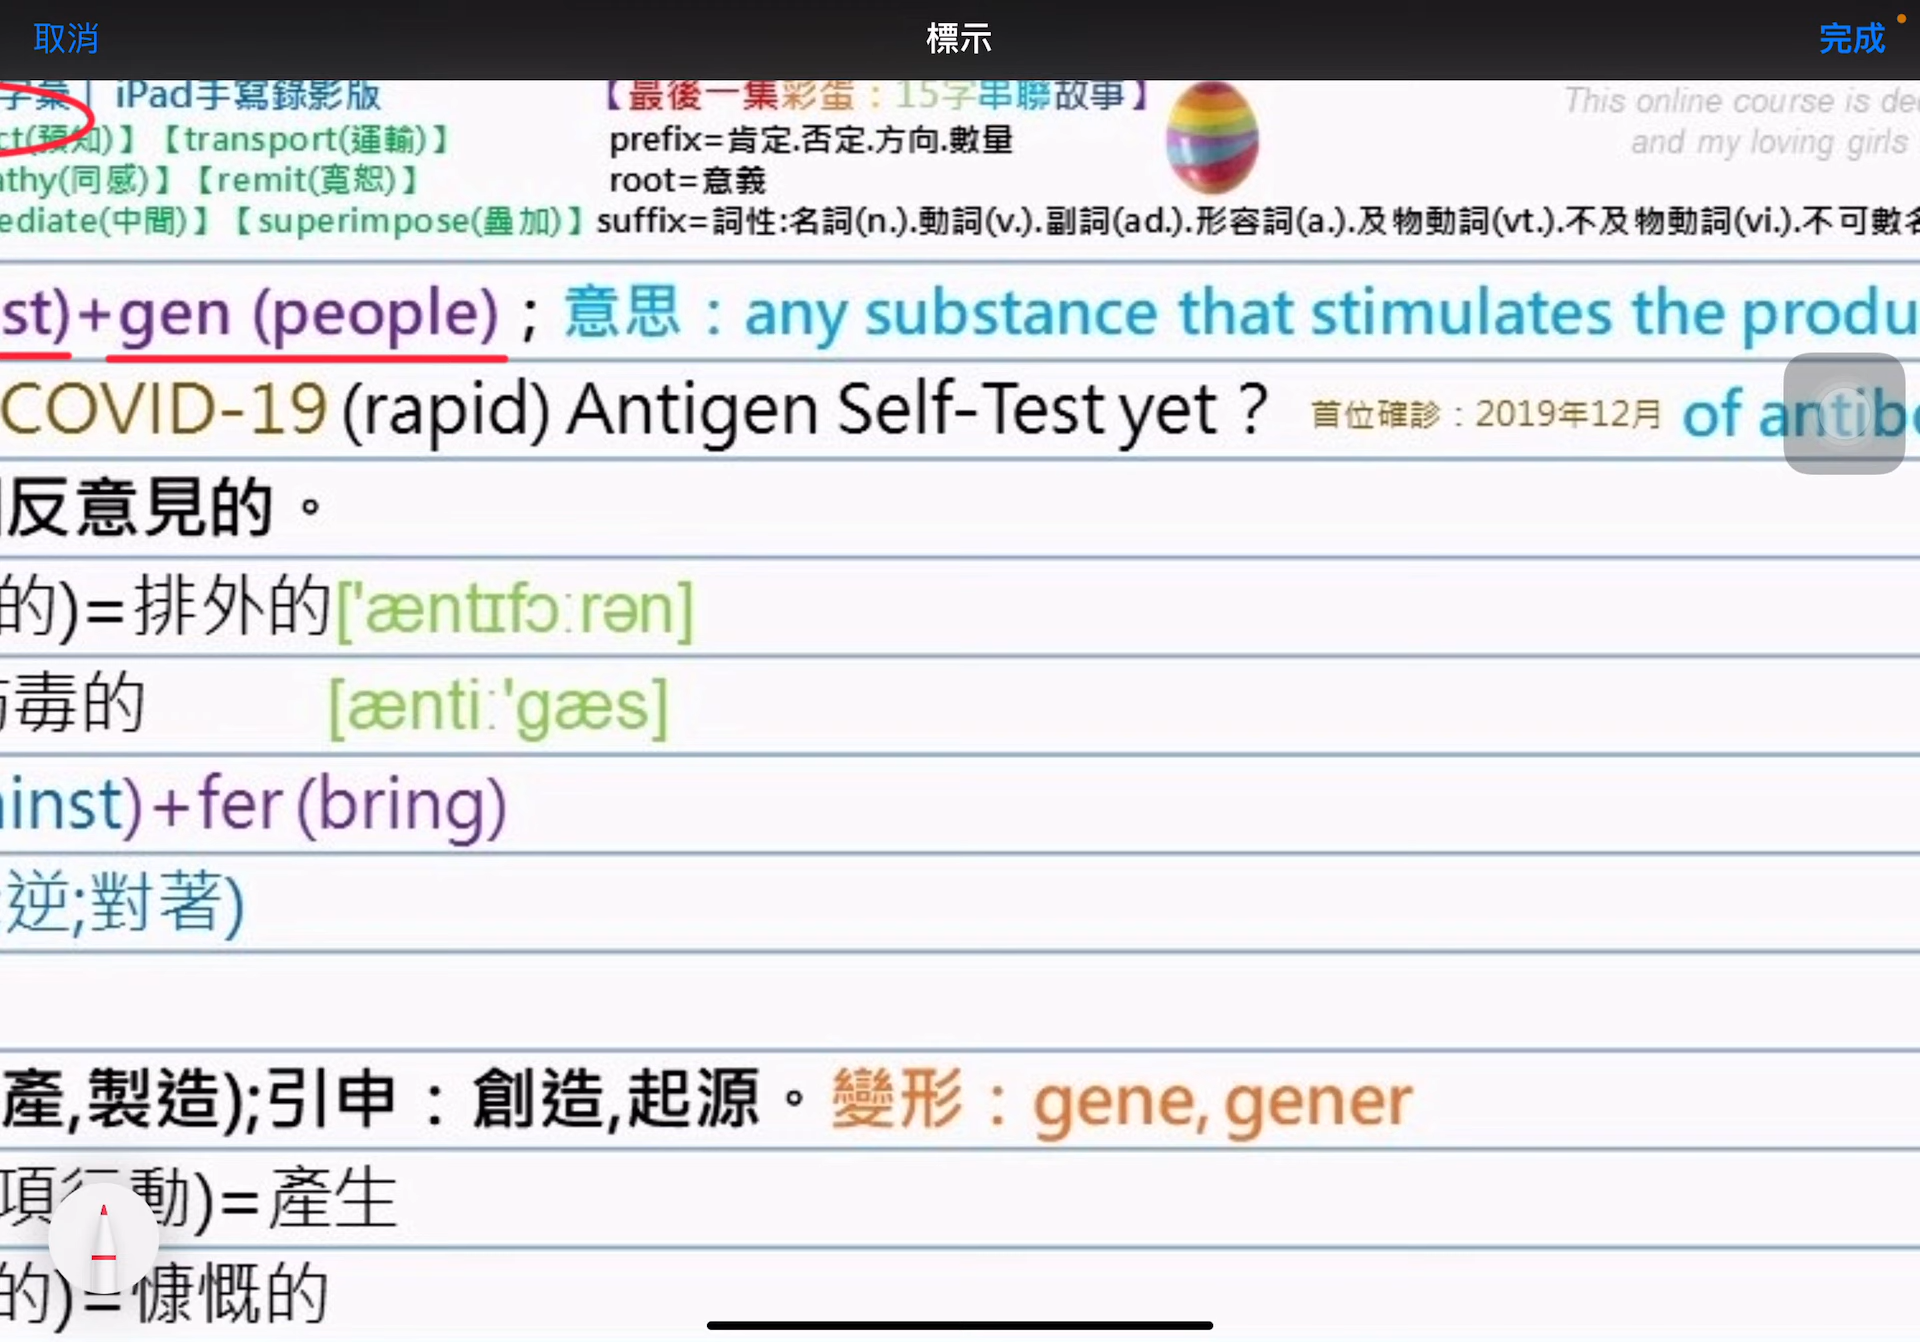 取消
標示
完成
字彙 | iPad手寫錄影版
【最後一集彩蛋：15字串聯故事】
This online course is de
ct(預知)】【transport(運輸)】
prefix=肯定.否定.方向.數量
and my loving girls
athy(同感)】【remit(寬恕)】
root=意義
ediate(中間)】【superimpose(疊加)】
suffix=詞性:名詞(n.).動詞(v.).副詞(ad.).形容詞(a.).及物動詞(vt.).不及物動詞(vi.).不可數名
st)+gen (people)；意思：any substance that stimulates the produ
COVID-19 (rapid) Antigen Self-Test yet？ 首位確診：2019年12月 of antib
反意見的。
的)=排外的['æntɪfɔːrən]
毒的 [æntiː'gæs]
inst)+fer (bring)
逆;對著)
產,製造);引申：創造,起源。變形：gene, gener
項行動)=產生
的)=慷慨的